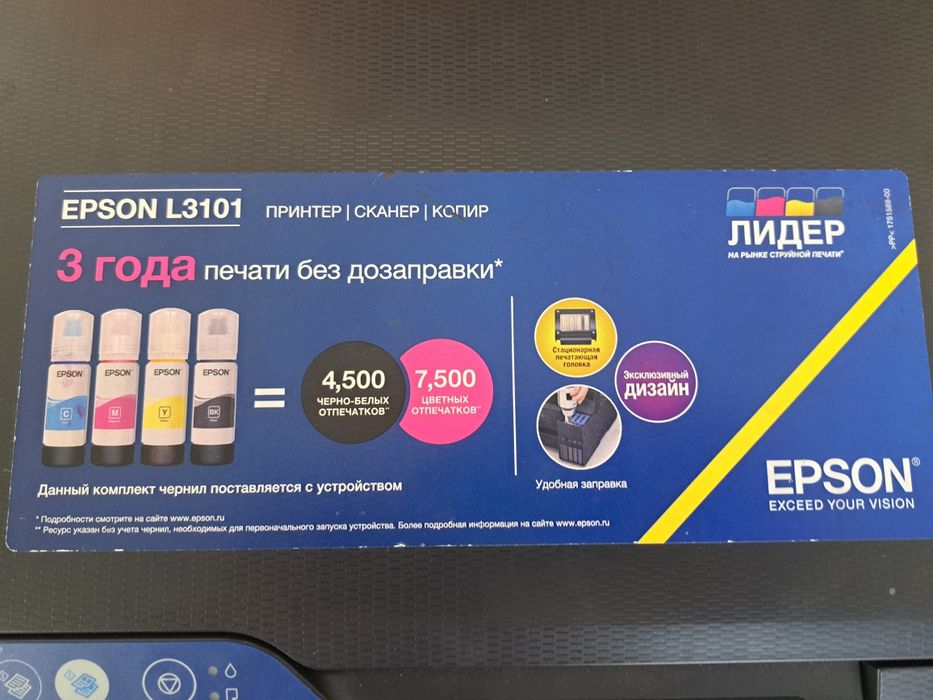 EPSON L3101 ПРИНТЕР | СКАНЕР | КОПИР
3 года печати без дозаправки*
ЛИДЕР
НА РЫНКЕ СТРУЙНОЙ ПЕЧАТИ*
>PP< 1751589-00
EPSON EPSON EPSON EPSON
C M Y BK
=
4,500
ЧЕРНО-БЕЛЫХ
ОТПЕЧАТКОВ**
7,500
ЦВЕТНЫХ
ОТПЕЧАТКОВ**
Стационарная
печатающая
головка
Эксклюзивный
дизайн
Удобная заправка
Данный комплект чернил поставляется с устройством
* Подробности смотрите на сайте www.epson.ru
** Ресурс указан без учета чернил, необходимых для первоначального запуска устройства. Более подробная информация на сайте www.epson.ru
EPSON®
EXCEED YOUR VISION